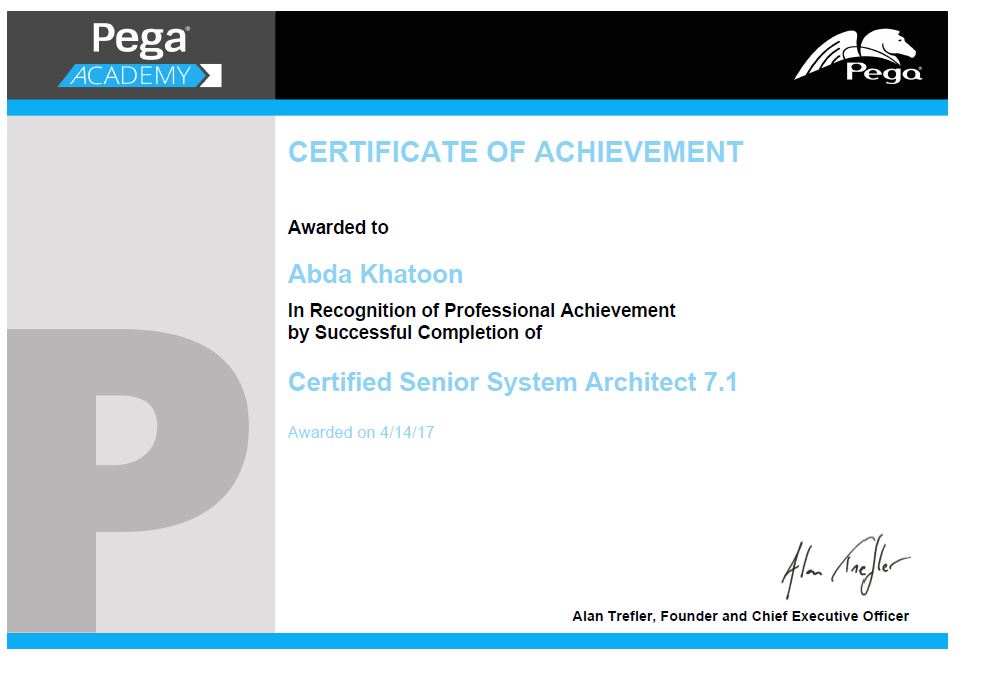 Pega®
ACADEMY
Pega®
CERTIFICATE OF ACHIEVEMENT
Awarded to
Abda Khatoon
In Recognition of Professional Achievement
by Successful Completion of
Certified Senior System Architect 7.1
Awarded on 4/14/17
P
Alan Trefler
Alan Trefler, Founder and Chief Executive Officer